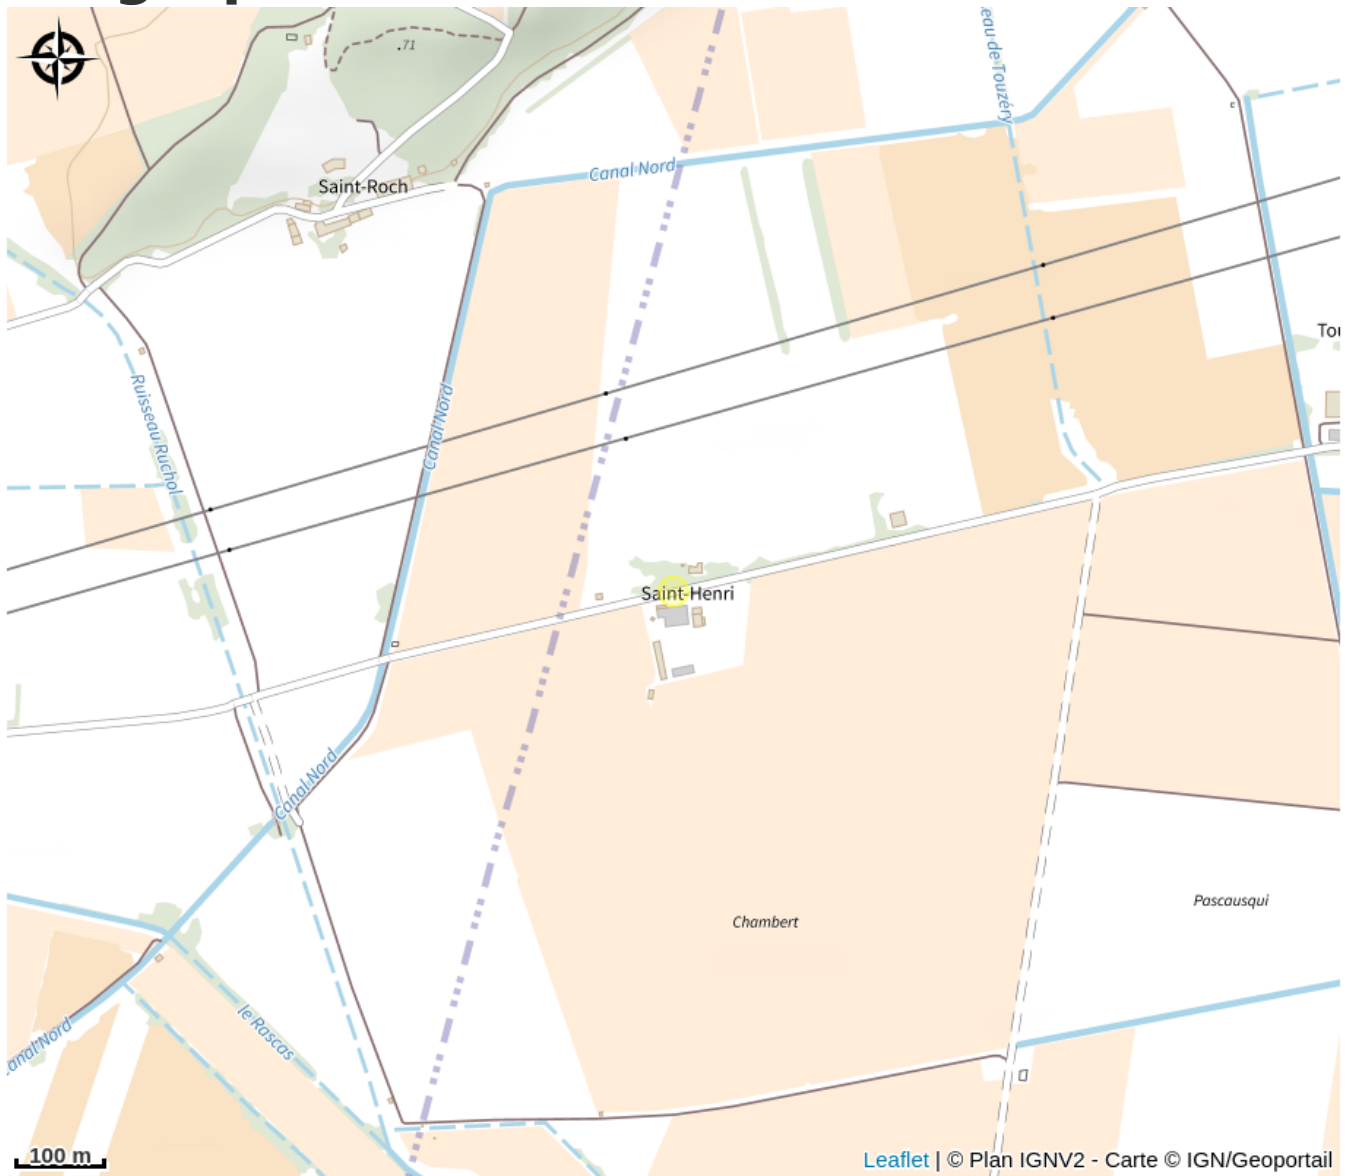 71
eau de Touzéry
Canal Nord
Saint-Roch
Tou
Ruisseau Ruchol
Canal Nord
Saint-Henri
Canal Nord
Pascausqui
Chambert
le Rascas
Canal Nord
100 m
Leaflet | © Plan IGNV2 - Carte © IGN/Geoportail